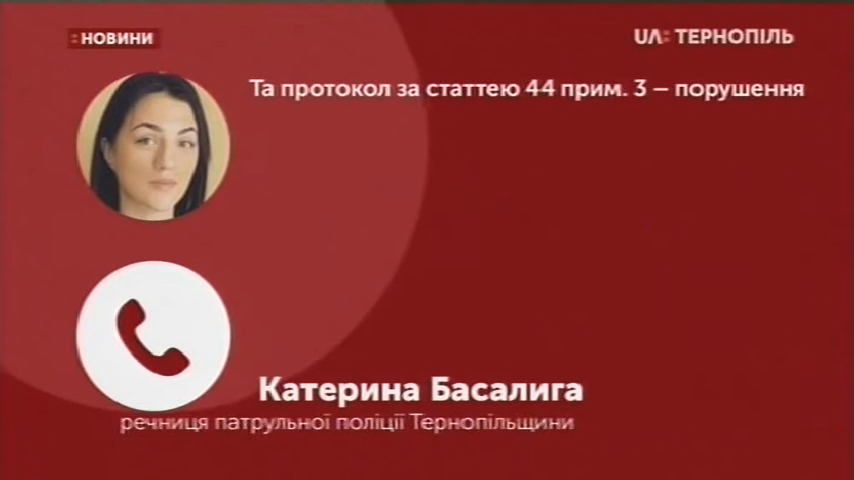 : НОВИНИ
UA: ТЕРНОПІЛЬ
Та протокол за статтею 44 прим. 3 – порушення
Катерина Басалига
речниця патрульної поліції Тернопільщини